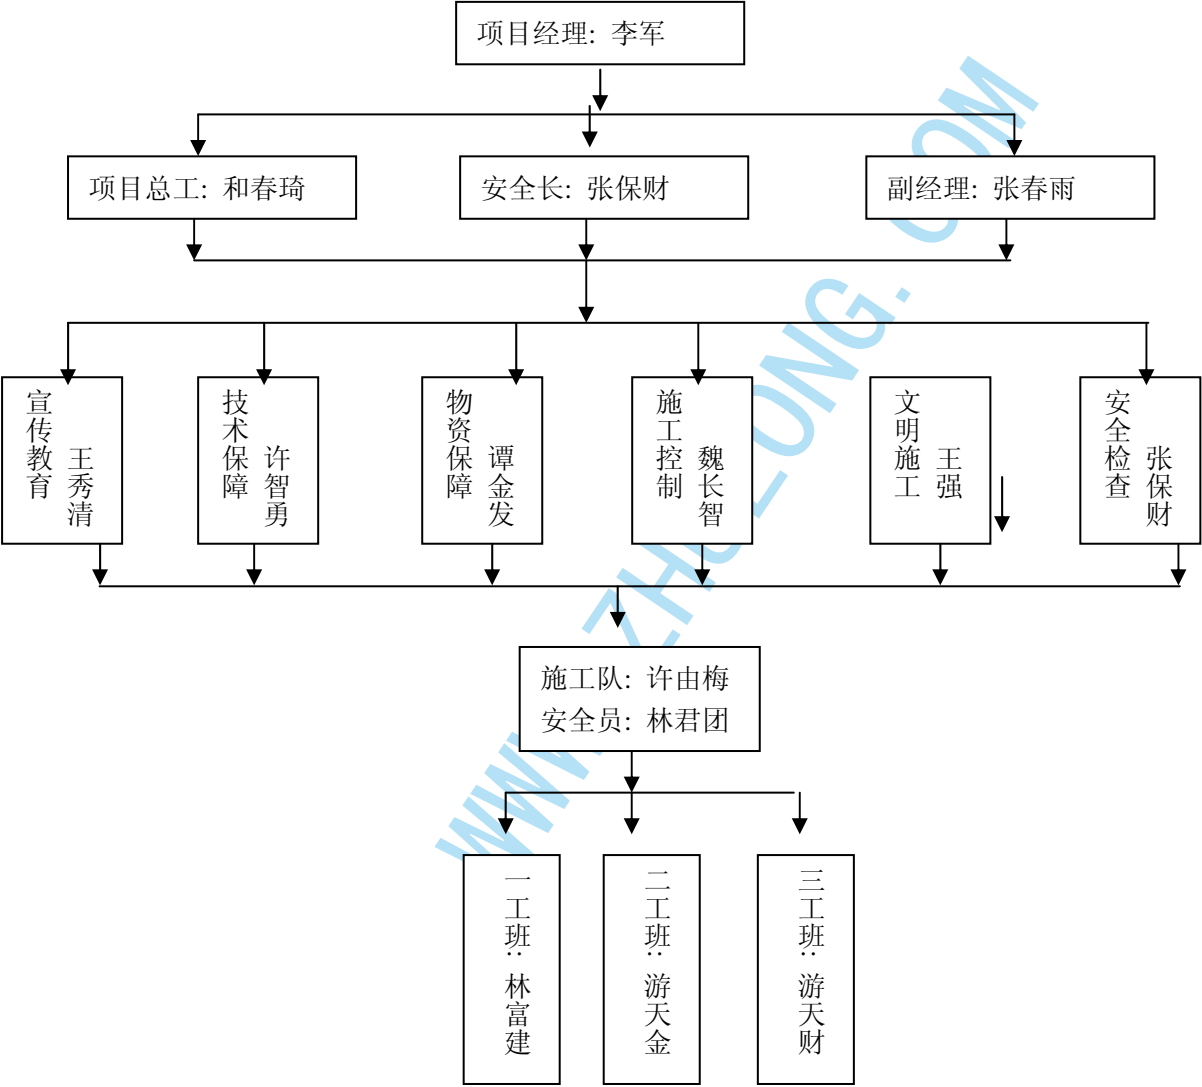 项目经理: 李军
项目总工: 和春琦
安全长: 张保财
副经理: 张春雨
宣传教育
王秀清
技术保障
许智勇
物资保障
谭金发
施工控制
魏长智
文明施工
王强
安全检查
张保财
施工队: 许由梅
安全员: 林君团
一工班: 林富建
二工班: 游天金
三工班: 游天财